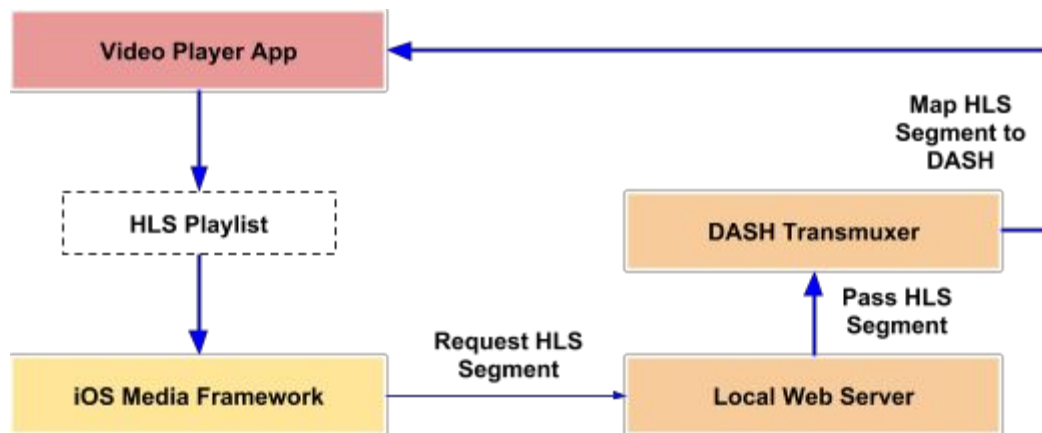 Video Player App
Map HLS
Segment to
DASH
HLS Playlist
DASH Transmuxer
Pass HLS
Segment
Request HLS
Segment
iOS Media Framework
Local Web Server